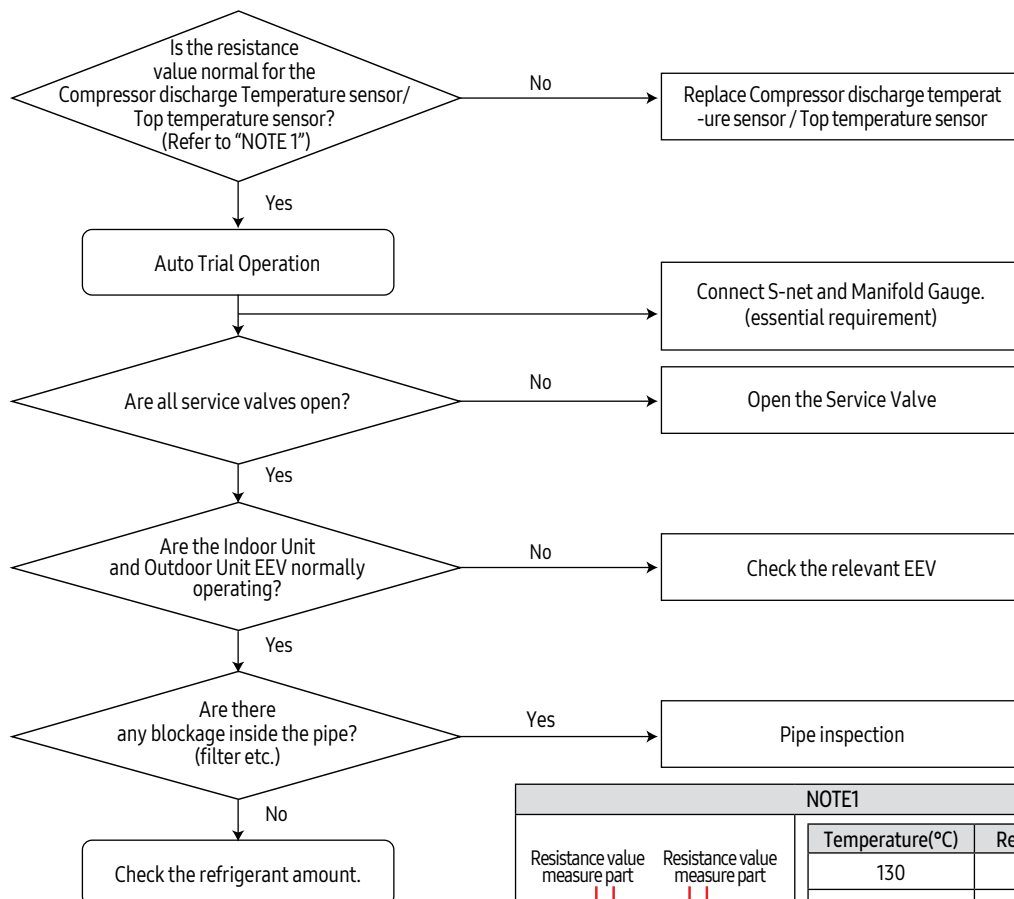 Is the resistance
value normal for the
Compressor discharge Temperature sensor/
Top temperature sensor?
(Refer to “NOTE 1”)
No
Replace Compressor discharge temperat
-ure sensor / Top temperature sensor
Yes
Auto Trial Operation
Connect S-net and Manifold Gauge.
(essential requirement)
Are all service valves open?
No
Open the Service Valve
Yes
Are the Indoor Unit
and Outdoor Unit EEV normally
operating?
No
Check the relevant EEV
Yes
Are there
any blockage inside the pipe?
(filter etc.)
Yes
Pipe inspection
No
Check the refrigerant amount.
NOTE1
Resistance value
measure part
Resistance value
measure part
Temperature(°C)
130